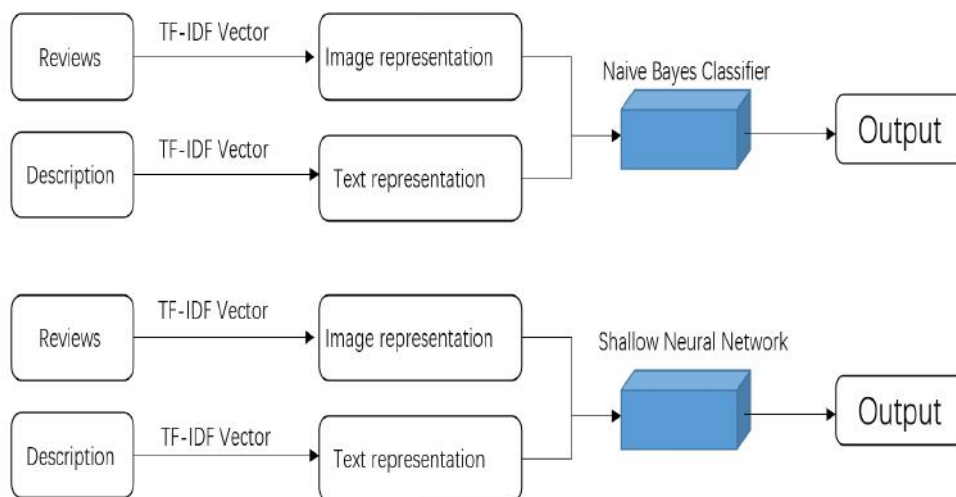 TF-IDF Vector
Reviews
Image representation
Naive Bayes Classifier
Output
TF-IDF Vector
Description
Text representation
TF-IDF Vector
Reviews
Image representation
Shallow Neural Network
Output
TF-IDF Vector
Description
Text representation